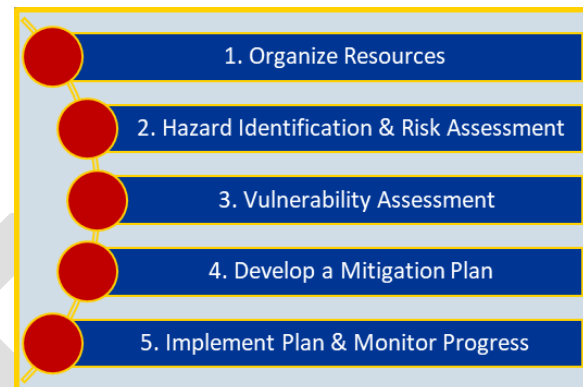 1. Organize Resources
2. Hazard Identification & Risk Assessment
3. Vulnerability Assessment
4. Develop a Mitigation Plan
5. Implement Plan & Monitor Progress